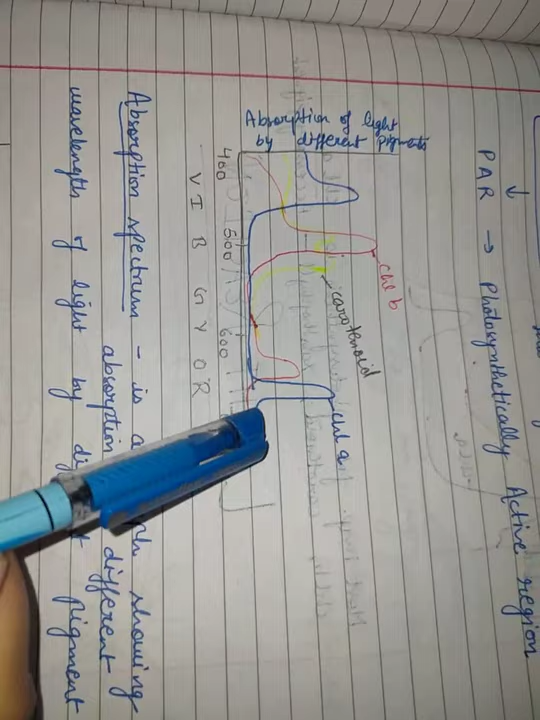 ↓
PAR → Photosynthetically Active region
Absorption of light
by different pigments
chl b
carotenoid
chl a
400 500 600
V I B G Y O R
Absorption spectrum - is a showing
absorption different
wavelengths of light by pigment